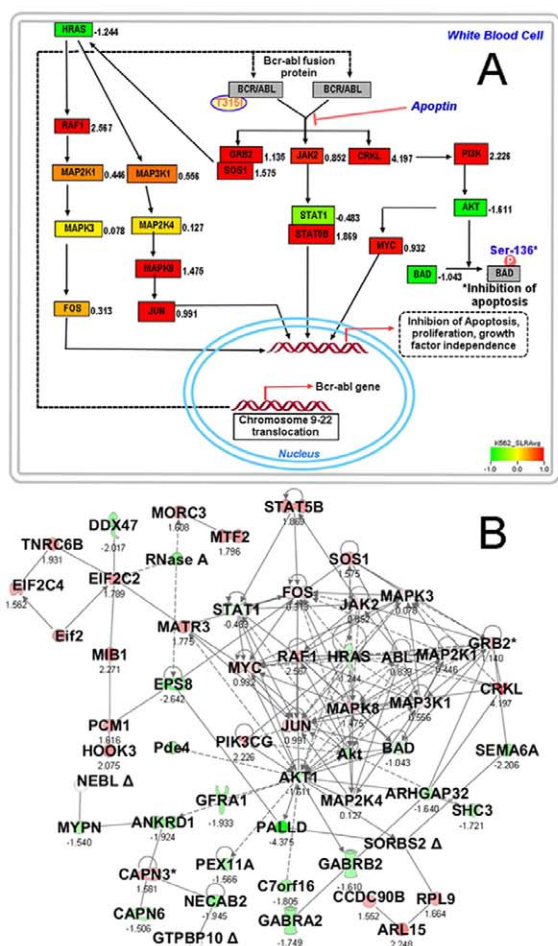 HRAS -1.244
White Blood Cell
A
Bcr-abl fusion
protein
BCR/ABL
BCR/ABL
T315I
Apoptin
RAF1 2.567
GRB2 1.135
JAK2 0.852
CRKL 4.197
PI3K 2.226
SOS1 1.575
MAP2K1 0.446
MAP3K1 0.556
AKT -1.611
STAT1 -0.483
MAPK3 0.078
MAP2K4 0.127
STAT5B 1.869
MYC 0.932
Ser-136*
P
BAD -1.043
BAD
MAPK8 1.475
*Inhibition of
apoptosis
FOS 0.313
JUN 0.991
Inhibion of Apoptosis,
proliferation, growth
factor independence
Bcr-abl gene
Chromosome 9-22
translocation
Nucleus
K562_SLRAvg
-1.0 0.0 1.0
B
MORC3
1.608
STAT5B
1.869
DDX47
-2.017
MTF2
1.796
TNRC6B
1.931
RNase A
SOS1
1.575
EIF2C4
1.562
EIF2C2
1.789
FOS
0.313
JAK2
0.852
MAPK3
0.078
STAT1
-0.483
Eif2
MATR3
1.775
GRB2*
1.140
MIB1
2.271
MYC
0.932
RAF1
2.567
HRAS
-1.244
ABL1
0.839
MAP2K1
0.446
EPS8
-2.642
CRKL
4.197
MAPK8
1.475
MAP3K1
0.556
PCM1
1.616
JUN
0.991
HOOK3
2.075
Pde4
PIK3CG
2.226
Akt
BAD
-1.043
SEMA6A
-2.206
NEBL Δ
AKT1
-1.611
ARHGAP32
-1.640
GFRA1
-1.933
MAP2K4
0.127
SHC3
-1.721
MYPN
-1.540
ANKRD1
-1.924
PALLD
-4.375
SORBS2 Δ
PEX11A
-1.566
GABRB2
-1.610
CAPN3*
1.581
C7orf16
-1.805
CCDC90B
1.552
RPL9
1.664
CAPN6
-1.506
NECAB2
-1.945
GABRA2
-1.749
ARL15
2.248
GTPBP10 Δ